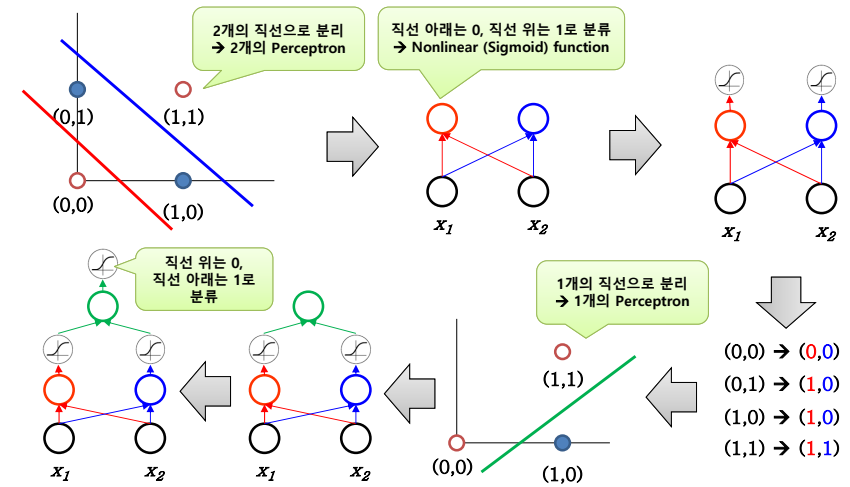 2개의 직선으로 분리
➔ 2개의 Perceptron
직선 아래는 0, 직선 위는 1로 분류
➔ Nonlinear (Sigmoid) function
(0,1)
(1,1)
(0,0)
(1,0)
x1
x2
x1
x2
직선 위는 0,
직선 아래는 1로
분류
1개의 직선으로 분리
➔ 1개의 Perceptron
(0,0) ➔ (0,0)
(0,1) ➔ (1,0)
(1,0) ➔ (1,0)
(1,1) ➔ (1,1)
(1,1)
(0,0)
(1,0)
x1
x2
x1
x2